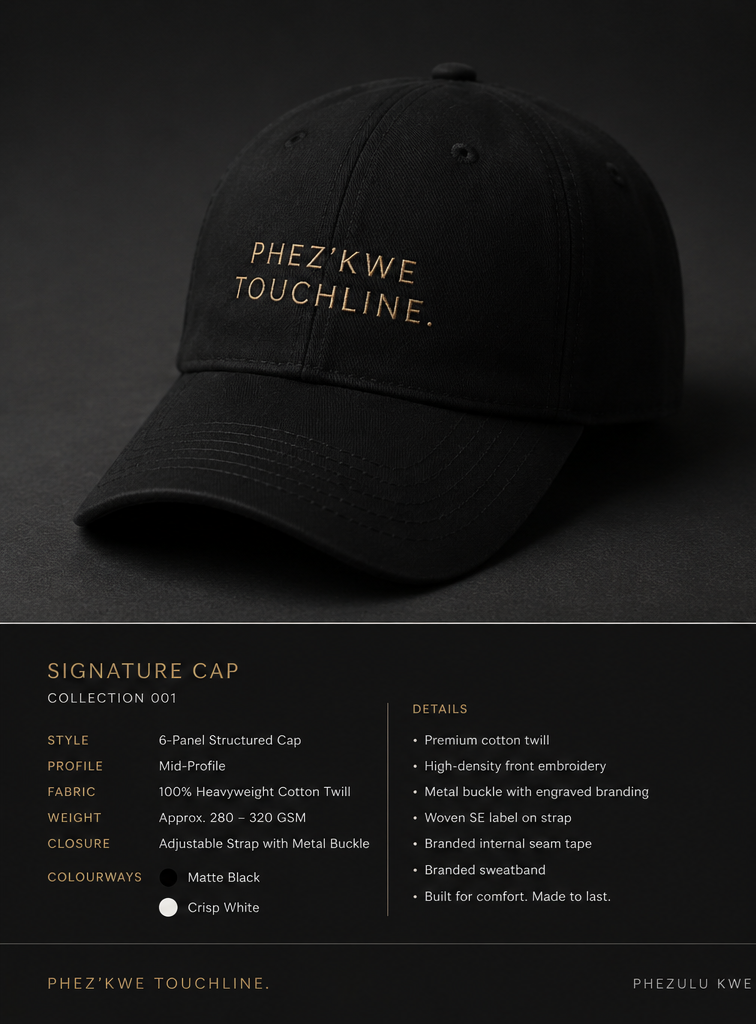 PHEZ'KWE
TOUCHLINE.
SIGNATURE CAP
COLLECTION 001
STYLE 6-Panel Structured Cap
PROFILE Mid-Profile
FABRIC 100% Heavyweight Cotton Twill
WEIGHT Approx. 280 – 320 GSM
CLOSURE Adjustable Strap with Metal Buckle
COLOURWAYS Matte Black
Crisp White
DETAILS
• Premium cotton twill
• High-density front embroidery
• Metal buckle with engraved branding
• Woven SE label on strap
• Branded internal seam tape
• Branded sweatband
• Built for comfort. Made to last.
PHEZ'KWE TOUCHLINE.
PHEZULU KWE